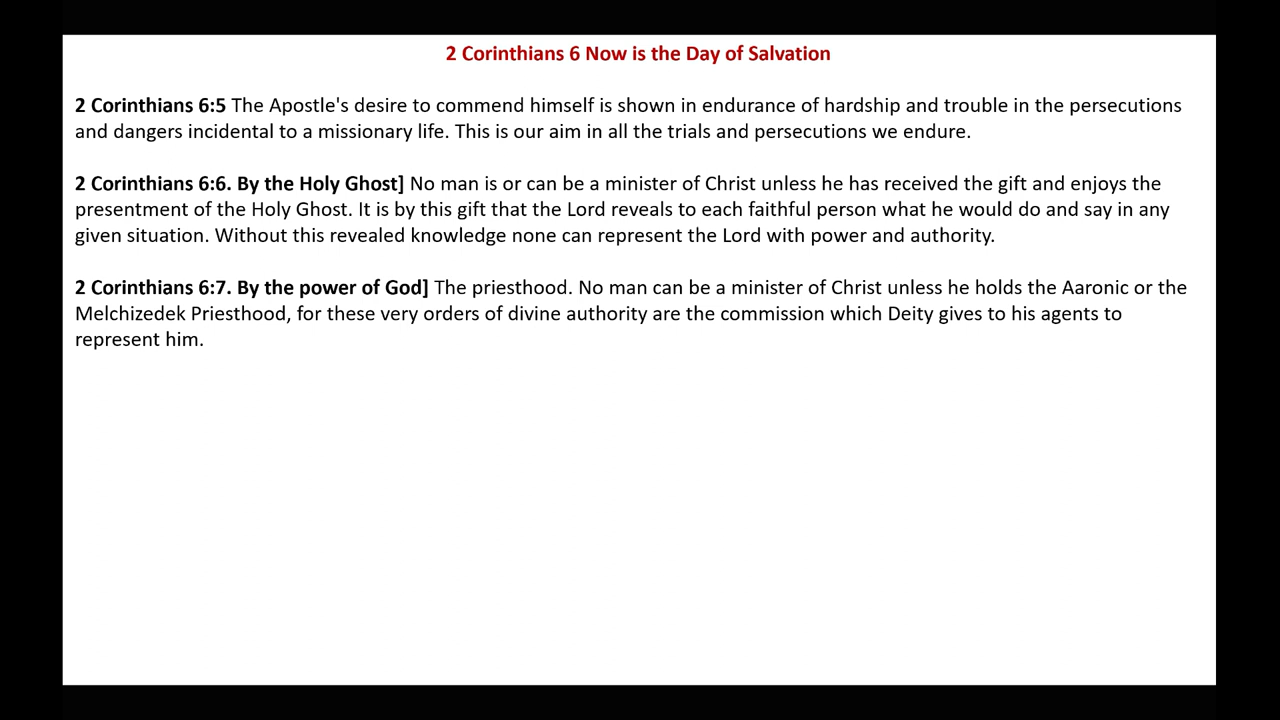 2 Corinthians 6 Now is the Day of Salvation
2 Corinthians 6:5 The Apostle's desire to commend himself is shown in endurance of hardship and trouble in the persecutions
and dangers incidental to a missionary life. This is our aim in all the trials and persecutions we endure.
2 Corinthians 6:6. By the Holy Ghost] No man is or can be a minister of Christ unless he has received the gift and enjoys the
presentment of the Holy Ghost. It is by this gift that the Lord reveals to each faithful person what he would do and say in any
given situation. Without this revealed knowledge none can represent the Lord with power and authority.
2 Corinthians 6:7. By the power of God] The priesthood. No man can be a minister of Christ unless he holds the Aaronic or the
Melchizedek Priesthood, for these very orders of divine authority are the commission which Deity gives to his agents to
represent him.